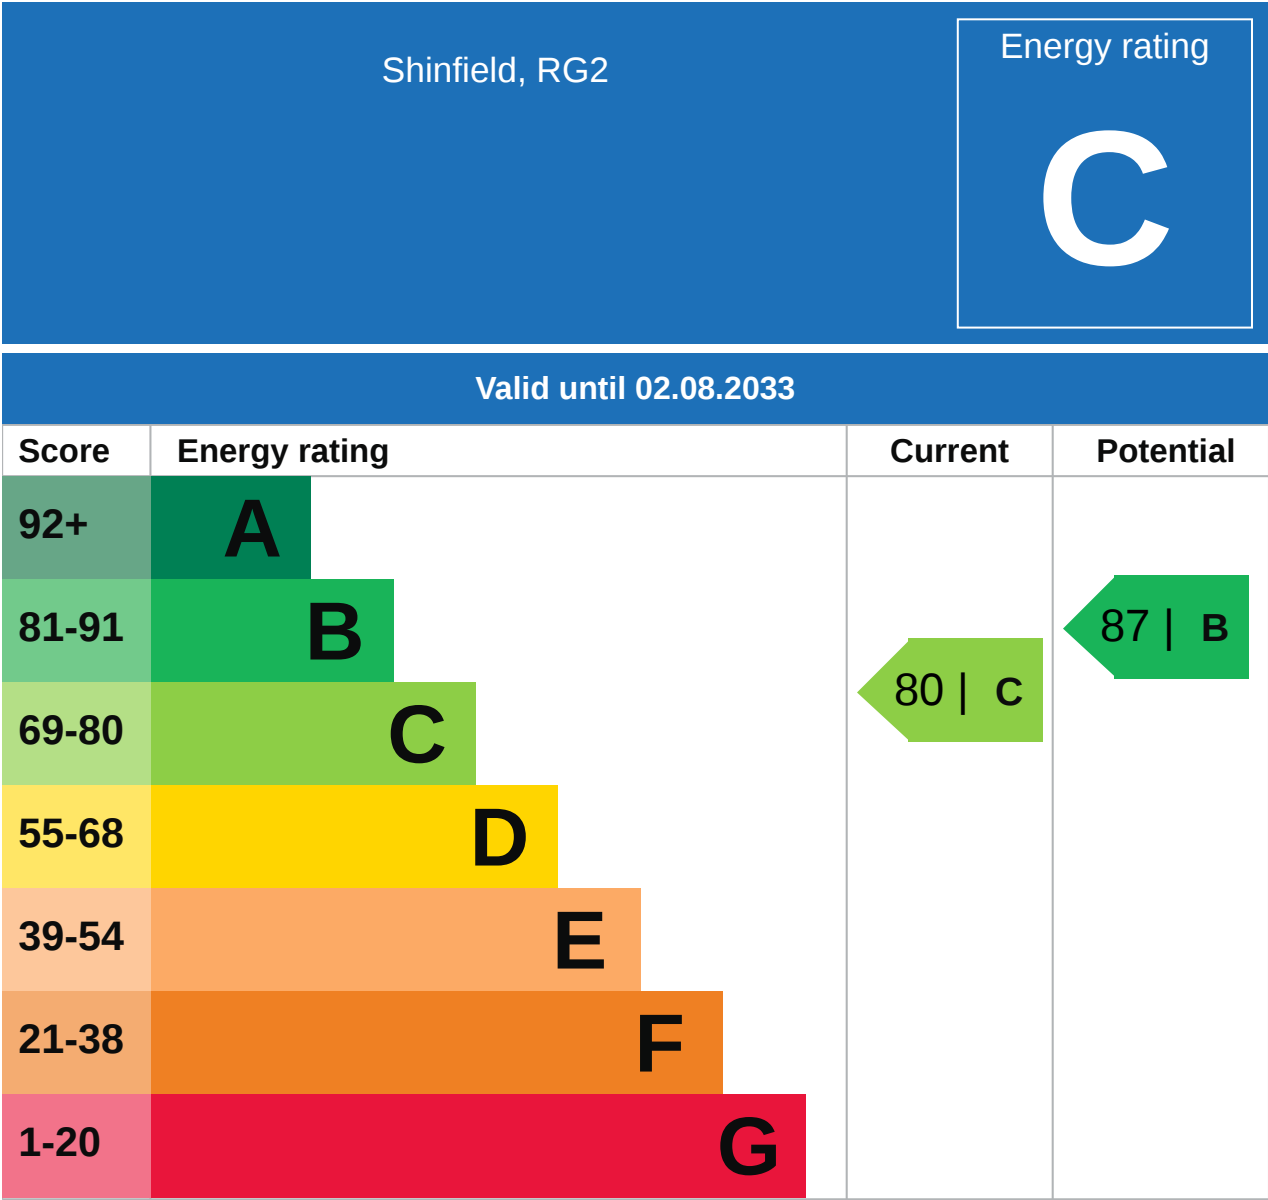 Shinfield, RG2
Energy rating
C
Valid until 02.08.2033
Score Energy rating Current Potential
92+ A
81-91 B
87 | B
80 | C
69-80 C
55-68 D
39-54 E
21-38 F
1-20 G